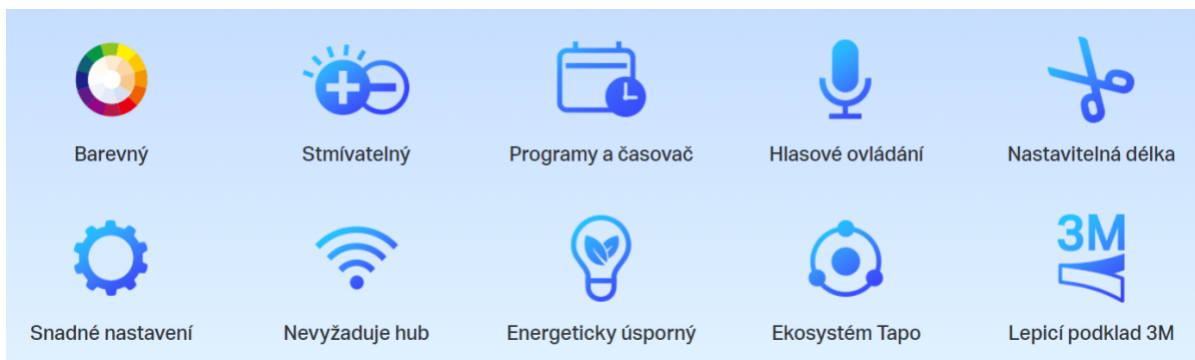 Barevný
Stmívatelný
Programy a časovač
Hlasové ovládání
Nastavitelná délka
3M
Snadné nastavení
Nevyžaduje hub
Energeticky úsporný
Ekosystém Tapo
Lepicí podklad 3M